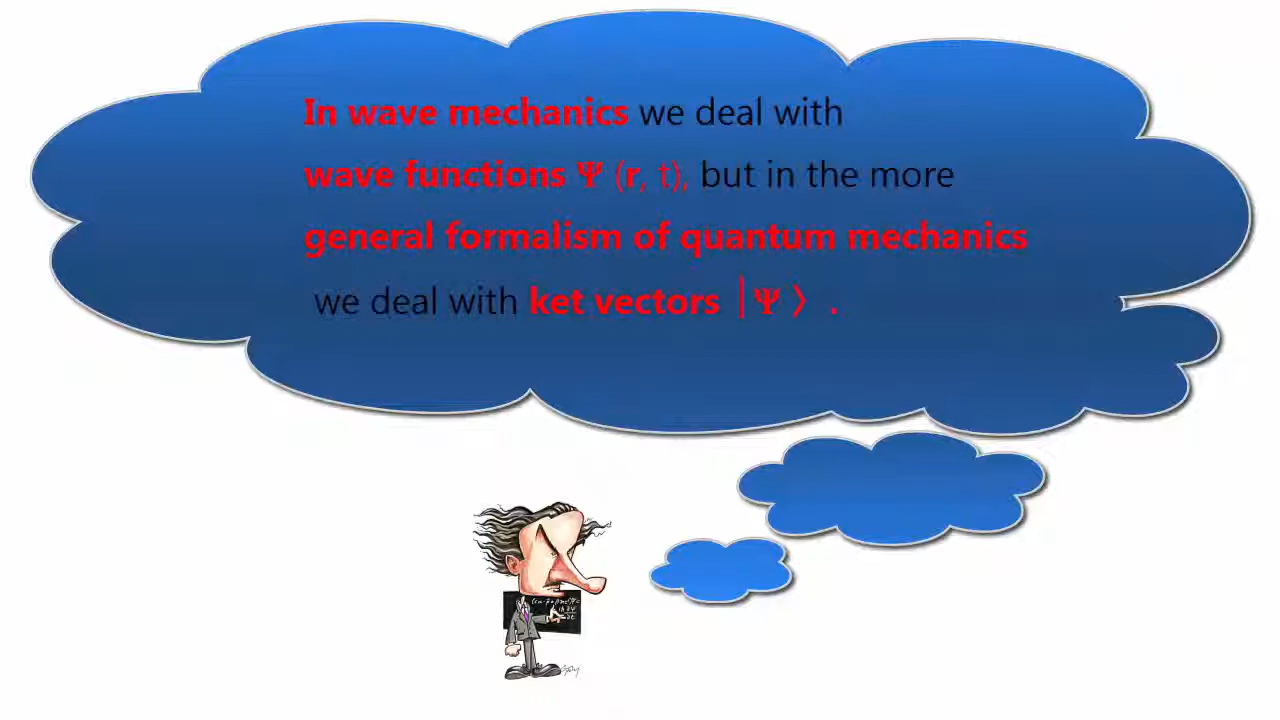 In wave mechanics we deal with
wave functions Ψ (r, t), but in the more
general formalism of quantum mechanics
we deal with ket vectors |Ψ 〉 .